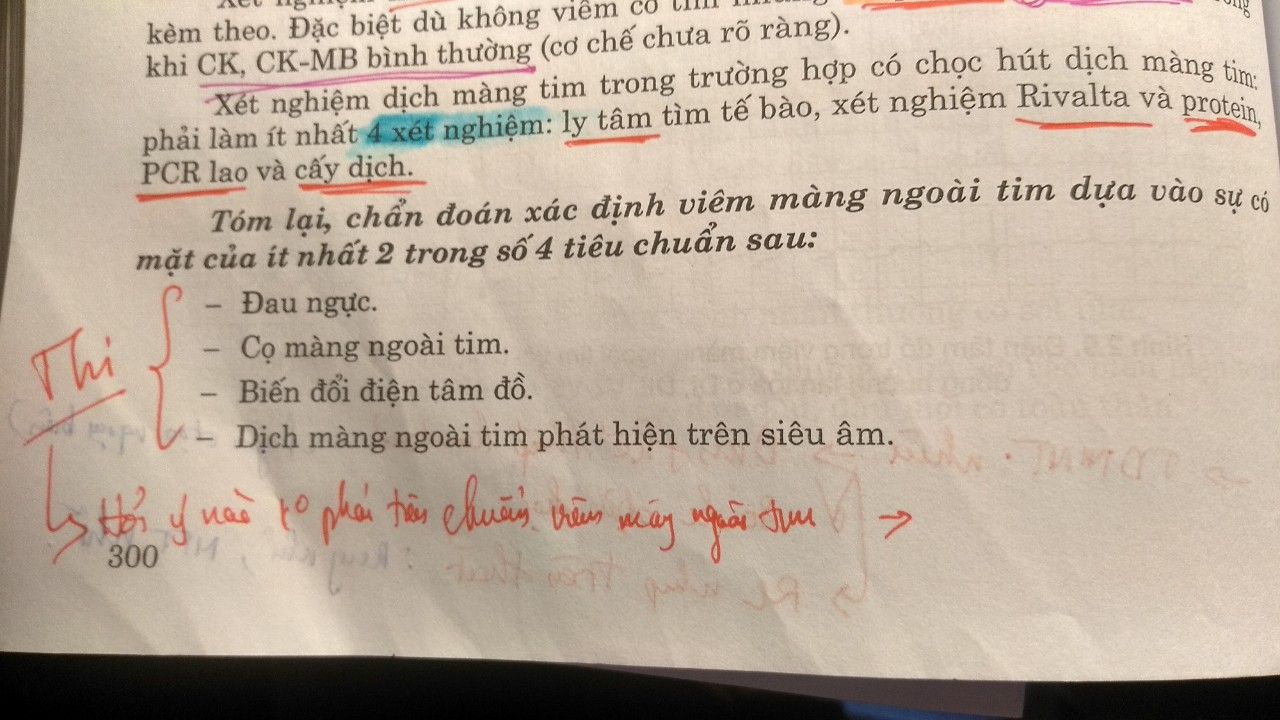 kèm theo. Đặc biệt dù không viêm cơ tim
khi CK, CK-MB bình thường (cơ chế chưa rõ ràng).
Xét nghiệm dịch màng tim trong trường hợp có chọc hút dịch màng tim:
phải làm ít nhất 4 xét nghiệm: ly tâm tìm tế bào, xét nghiệm Rivalta và protein,
PCR lao và cấy dịch.
Tóm lại, chẩn đoán xác định viêm màng ngoài tim dựa vào sự có
mặt của ít nhất 2 trong số 4 tiêu chuẩn sau:
– Đau ngực.
– Cọ màng ngoài tim.
Thi
– Biến đổi điện tâm đồ.
– Dịch màng ngoài tim phát hiện trên siêu âm.
Hỏi ý nào k° phải tiêu chuẩn viêm màng ngoài tim →
300